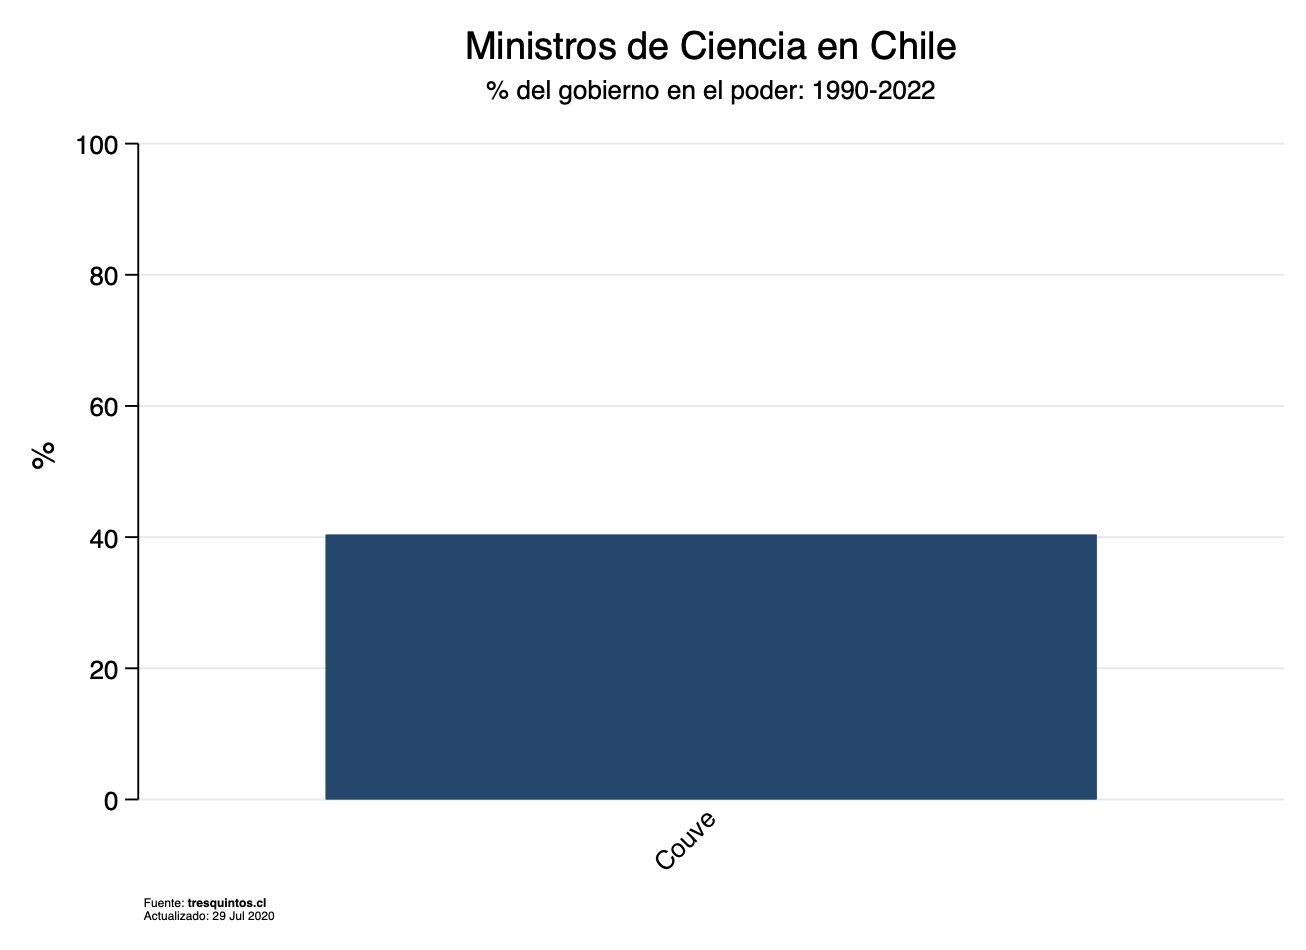 Ministros de Ciencia en Chile
% del gobierno en el poder: 1990-2022
100
80
60
%
40
20
0
Couve
Fuente: tresquintos.cl
Actualizado: 29 Jul 2020